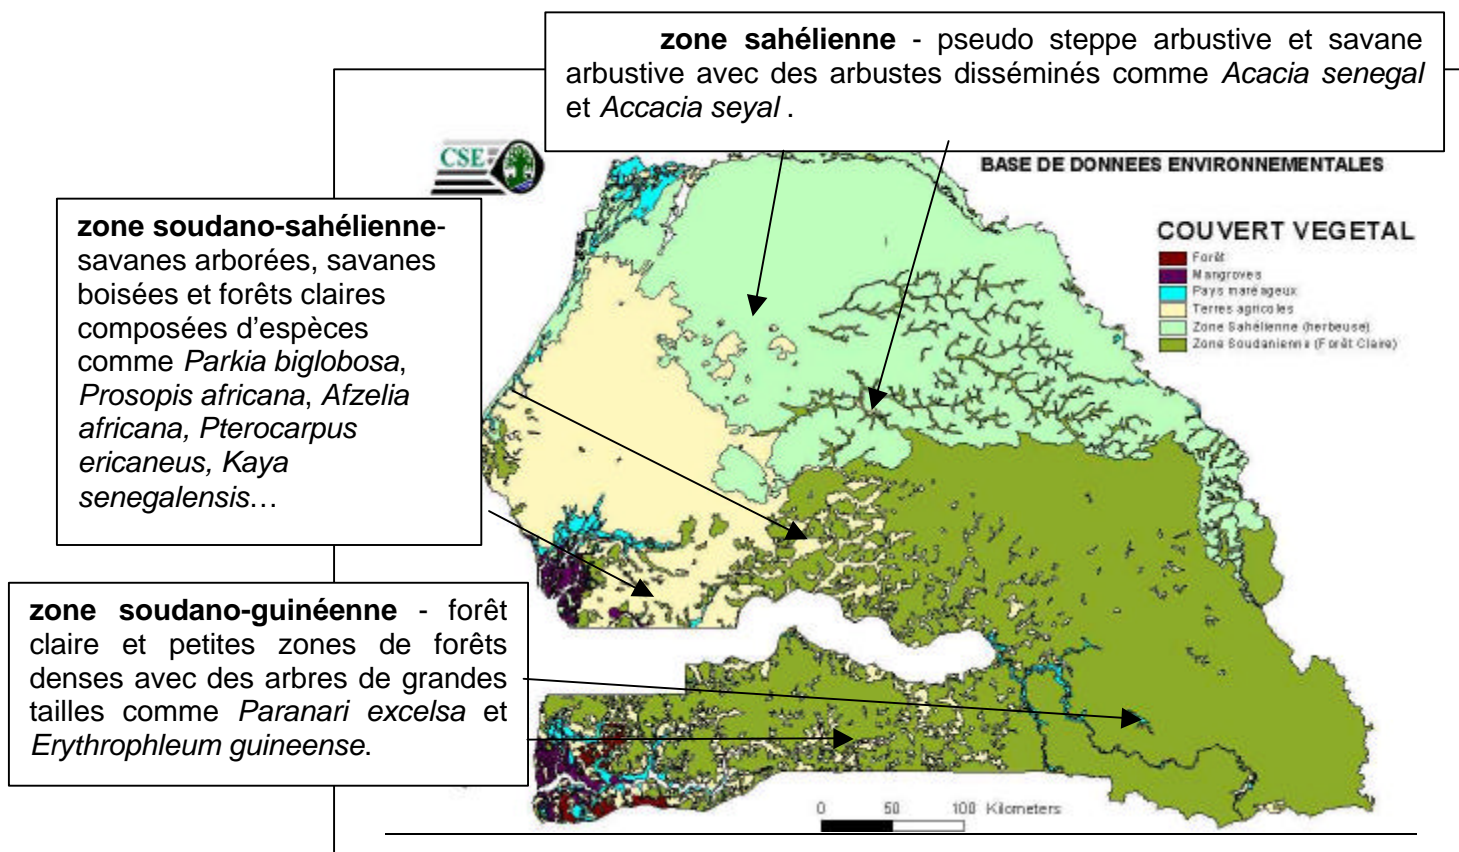 zone sahélienne - pseudo steppe arbustive et savane
arbustive avec des arbustes disséminés comme Acacia senegal
et Accacia seyal .
CSE
BASE DE DONNEES ENVIRONNEMENTALES
zone soudano-sahélienne-
savanes arborées, savanes
boisées et forêts claires
composées d'espèces
comme Parkia biglobosa,
Prosopis africana, Afzelia
africana, Pterocarpus
ericaneus, Kaya
senegalensis…
COUVERT VEGETAL
Forêt
Mangroves
Pays maréageux
Terres agricoles
Zone Sahélienne (herbeuse)
Zone Soudanienne (Forêt Claire)
zone soudano-guinéenne - forêt
claire et petites zones de forêts
denses avec des arbres de grandes
tailles comme Paranari excelsa et
Erythrophleum guineense.
0 50 100 Kilometers